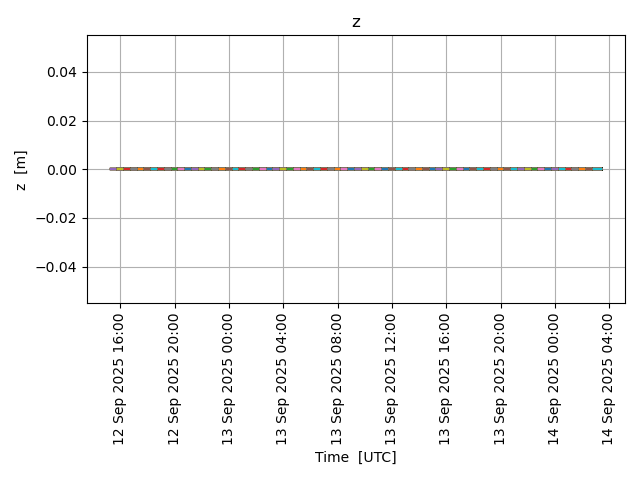 z
0.04
0.02
0.00
−0.02
−0.04
z [m]
12 Sep 2025 16:00
12 Sep 2025 20:00
13 Sep 2025 00:00
13 Sep 2025 04:00
13 Sep 2025 08:00
13 Sep 2025 12:00
13 Sep 2025 16:00
13 Sep 2025 20:00
14 Sep 2025 00:00
14 Sep 2025 04:00
Time [UTC]